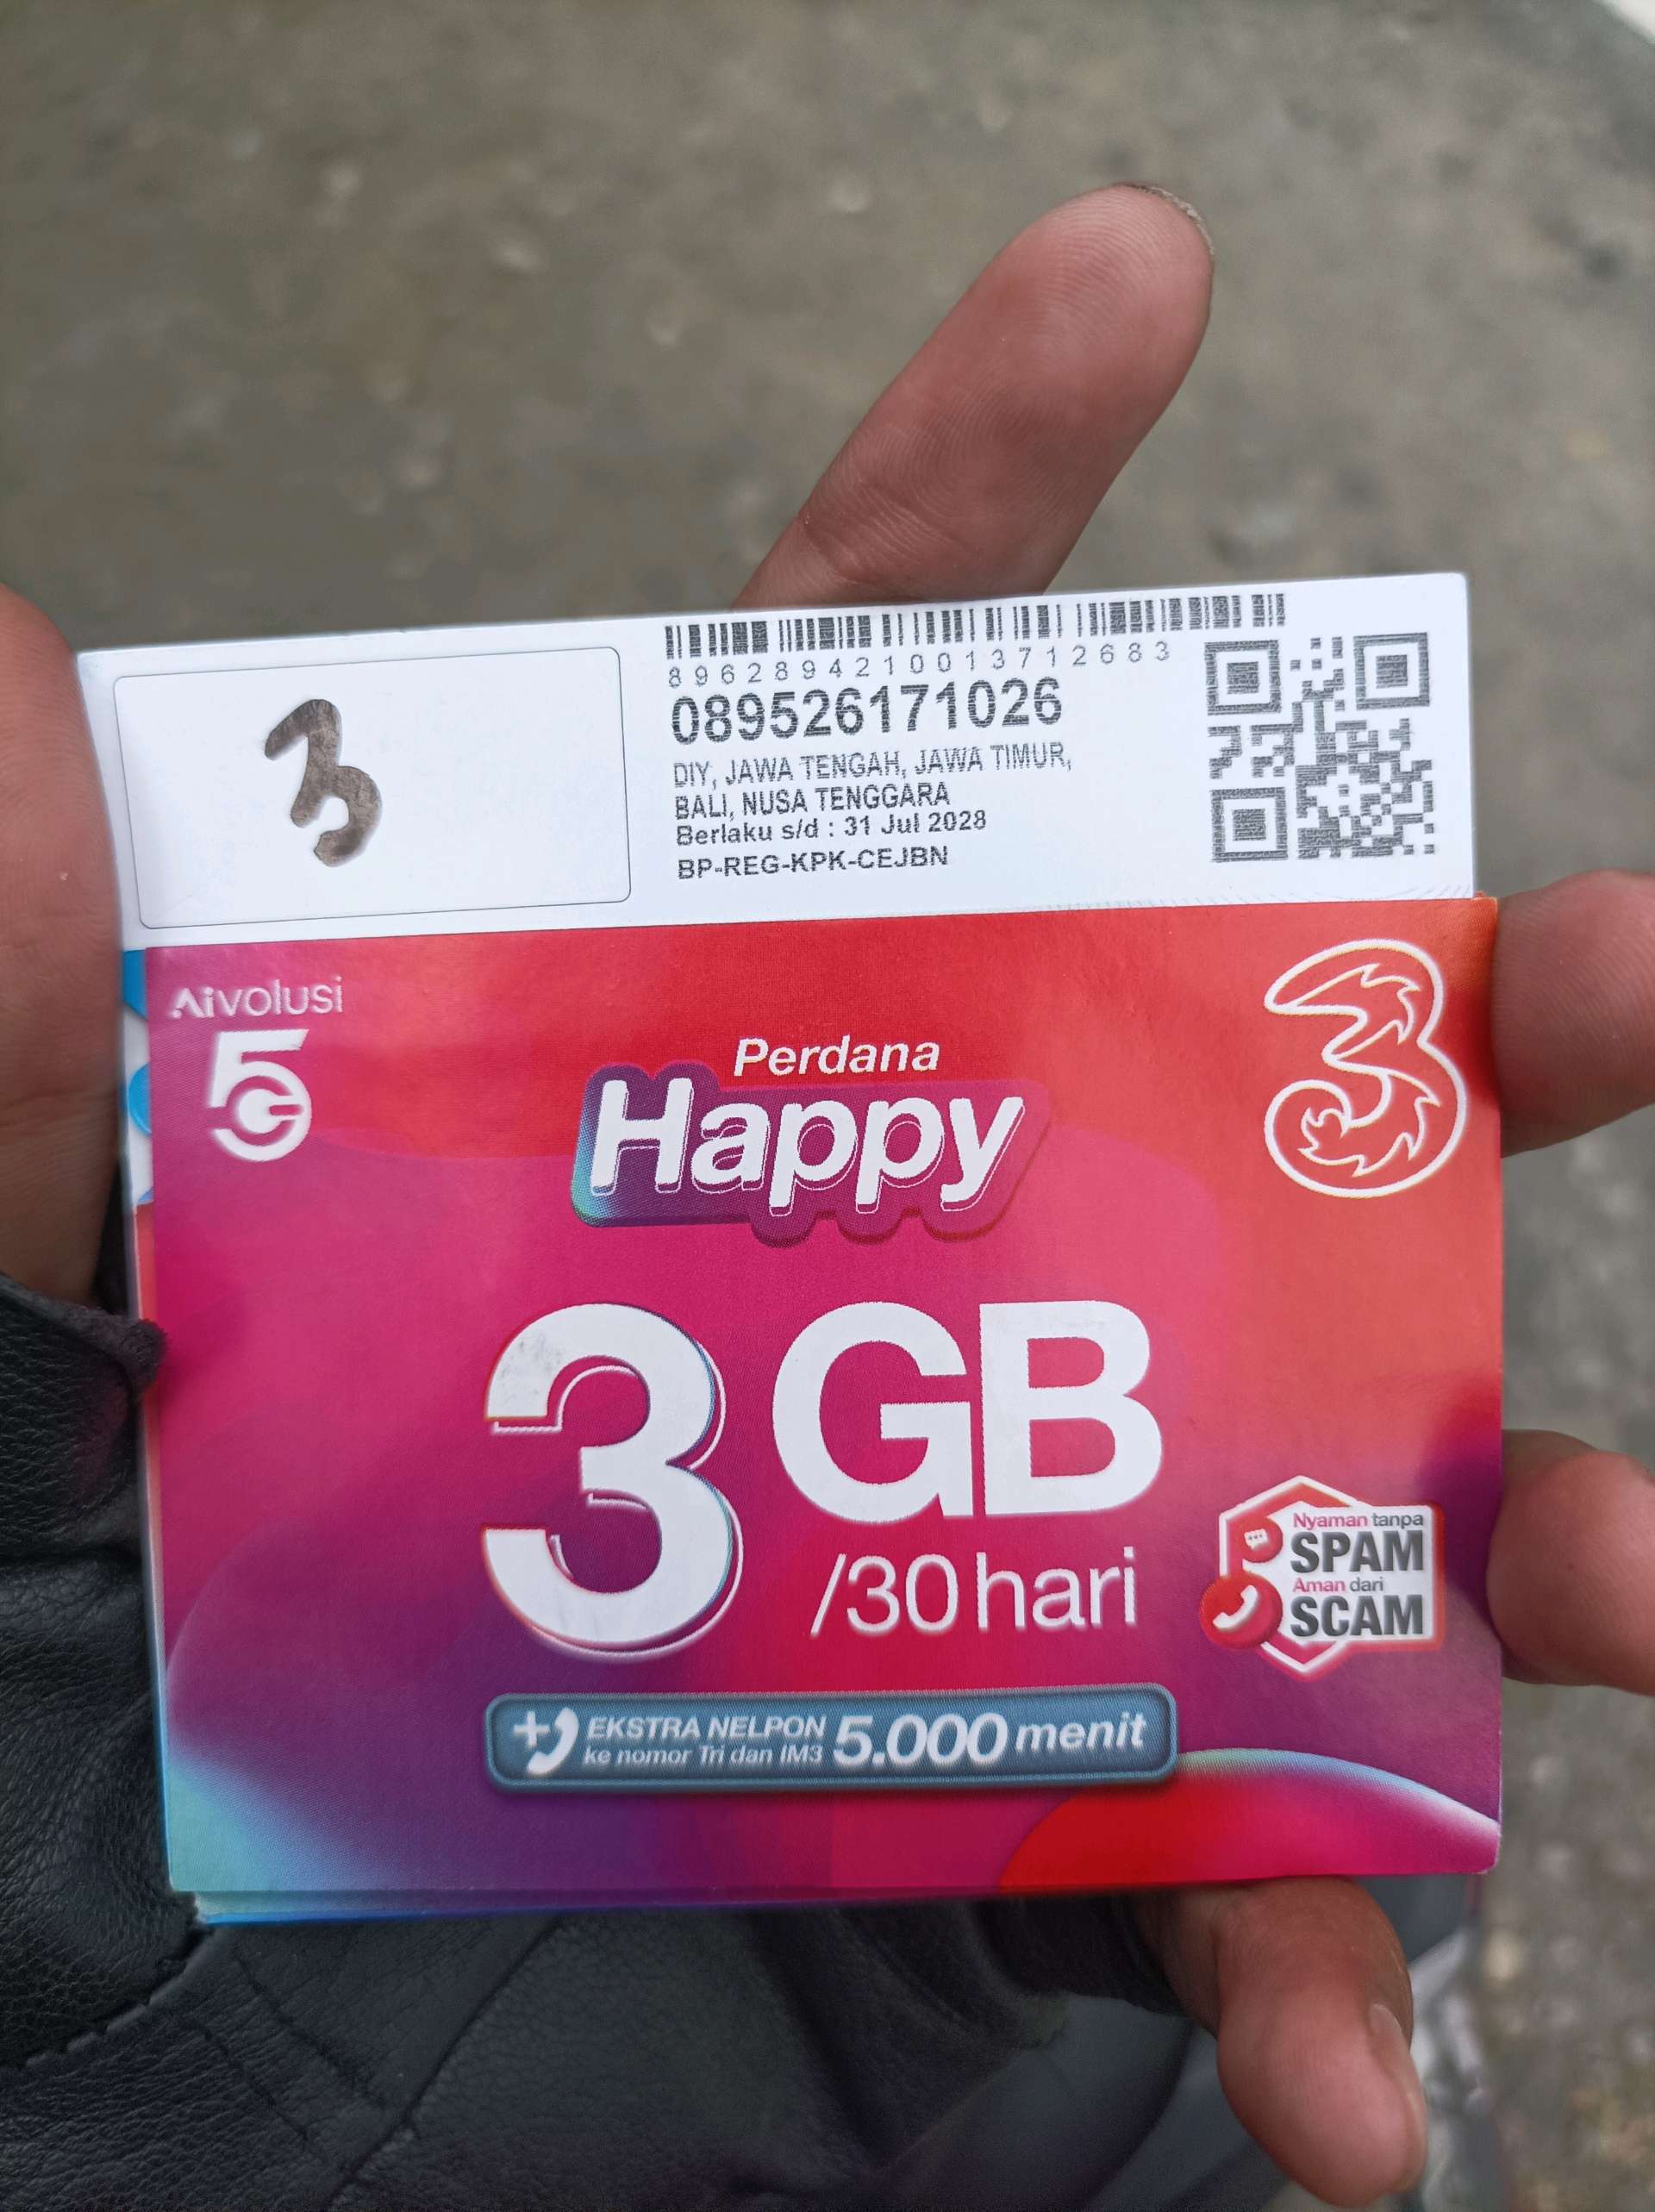 3
8962894210013712683
089526171026
DIY, JAWA TENGAH, JAWA TIMUR,
BALI, NUSA TENGGARA
Berlaku s/d : 31 Jul 2028
BP-REG-KPK-CEJBN
Aivolusi
5G
3
Perdana
Happy
3 GB
/30 hari
Nyaman tanpa
SPAM
Aman dari
SCAM
EKSTRA NELPON
ke nomor Tri dan IM3
5.000 menit